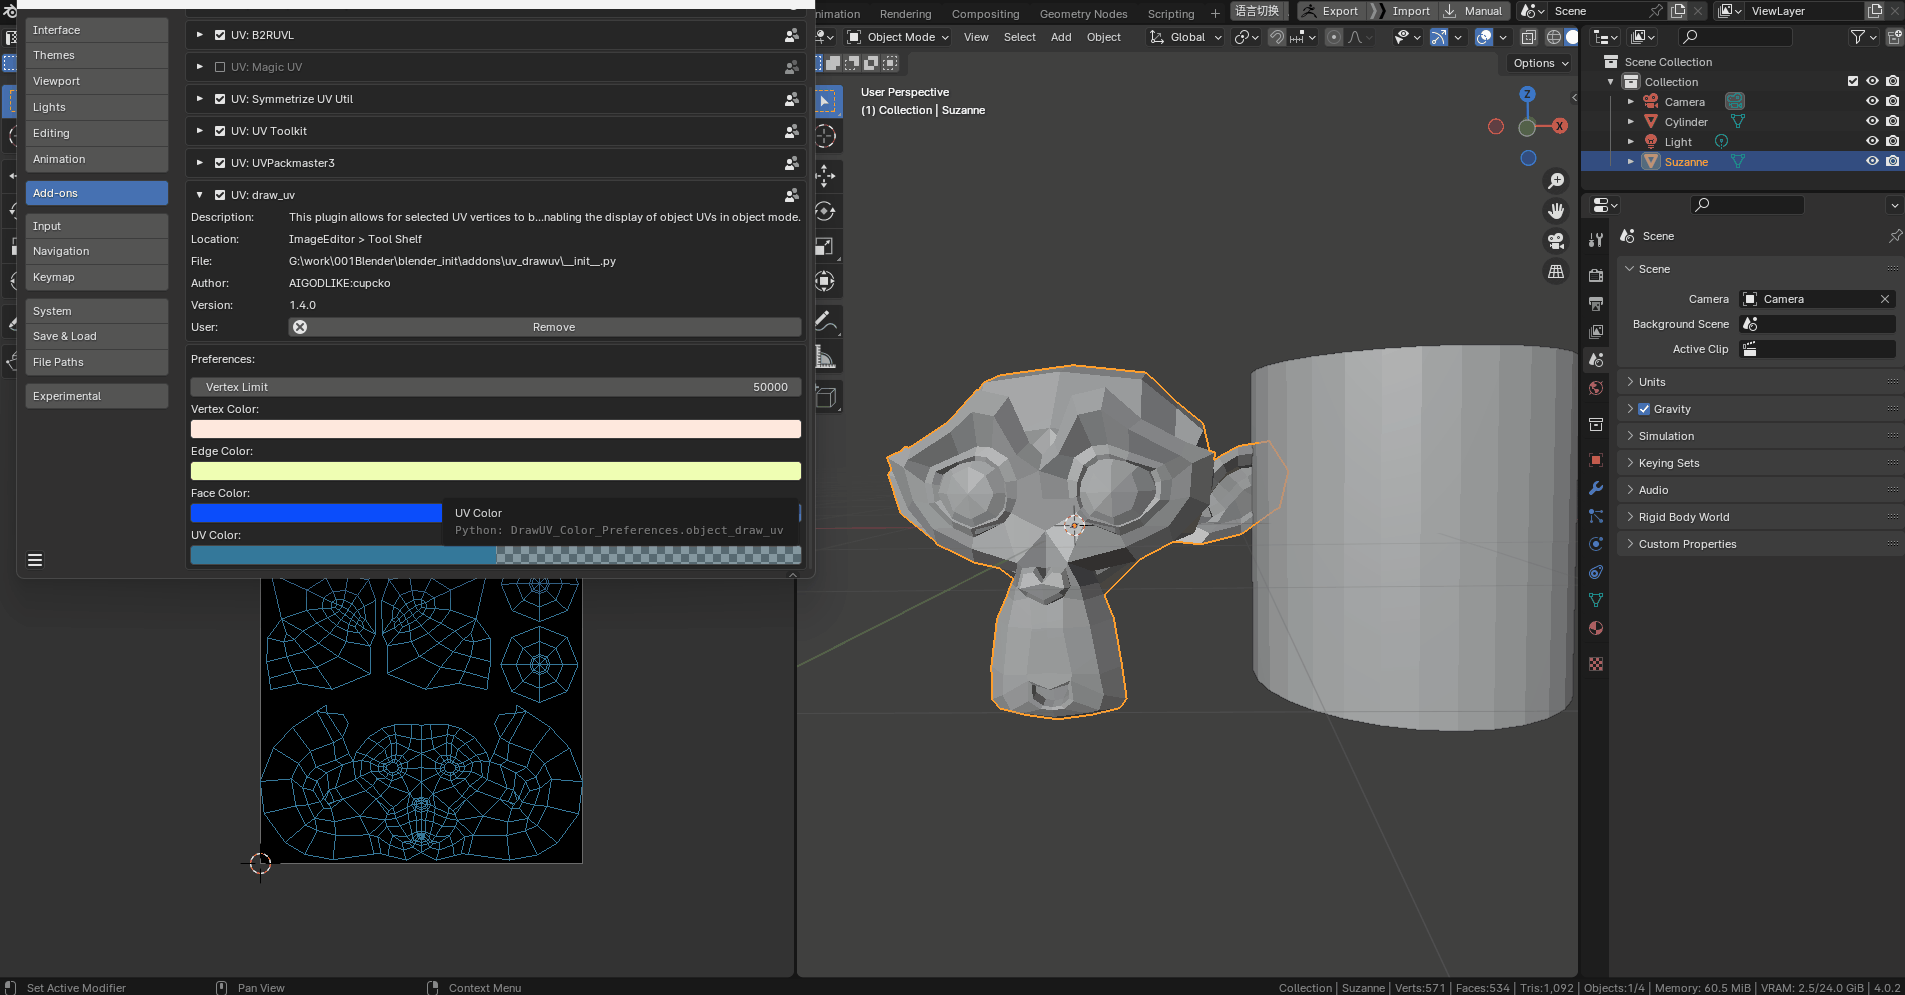 Interface
Themes
Viewport
Lights
Editing
Animation
Add-ons
Input
Navigation
Keymap
System
Save & Load
File Paths
Experimental
UV: B2RUVL
UV: Magic UV
UV: Symmetrize UV Util
UV: UV Toolkit
UV: UVPackmaster3
UV: draw_uv
Description: This plugin allows for selected UV vertices to b...nabling the display of object UVs in object mode.
Location: ImageEditor > Tool Shelf
File: G:\work\001Blender\blender_init\addons\uv_drawuv\__init__.py
Author: AIGODLIKE:cupcko
Version: 1.4.0
User: Remove
Preferences:
Vertex Limit 50000
Vertex Color:
Edge Color:
Face Color:
UV Color:
UV Color
Python: DrawUV_Color_Preferences.object_draw_uv
Rendering Compositing Geometry Nodes Scripting + 语言切换 Export Import Manual Scene ViewLayer
Object Mode View Select Add Object Global
Options
User Perspective
(1) Collection | Suzanne
Z
X
Scene Collection
Collection
Camera
Cylinder
Light
Suzanne
Scene
Scene
Camera Camera
Background Scene
Active Clip
Units
Gravity
Simulation
Keying Sets
Audio
Rigid Body World
Custom Properties
Set Active Modifier Pan View Context Menu Collection | Suzanne | Verts:571 | Faces:534 | Tris:1,092 | Objects:1/4 | Memory: 60.5 MiB | VRAM: 2.5/24.0 GiB | 4.0.2